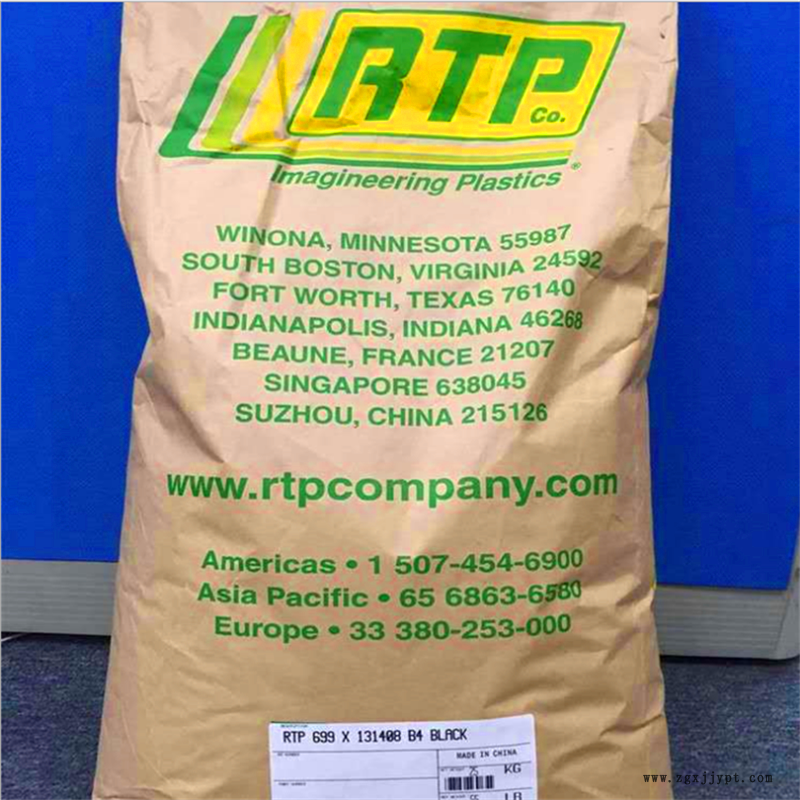 RTP
Co.
Imagineering Plastics®
WINONA, MINNESOTA 55987
SOUTH BOSTON, VIRGINIA 24592
FORT WORTH, TEXAS 76140
INDIANAPOLIS, INDIANA 46268
BEAUNE, FRANCE 21207
SINGAPORE 638045
SUZHOU, CHINA 215126
www.rtpcompany.com
Americas • 1 507-454-6900
Asia Pacific • 65 6863-6580
Europe • 33 380-253-000
RTP 699 X 131408 B4 BLACK
MADE IN CHINA
25 KG
55 LB
www.zgxjjypt.com